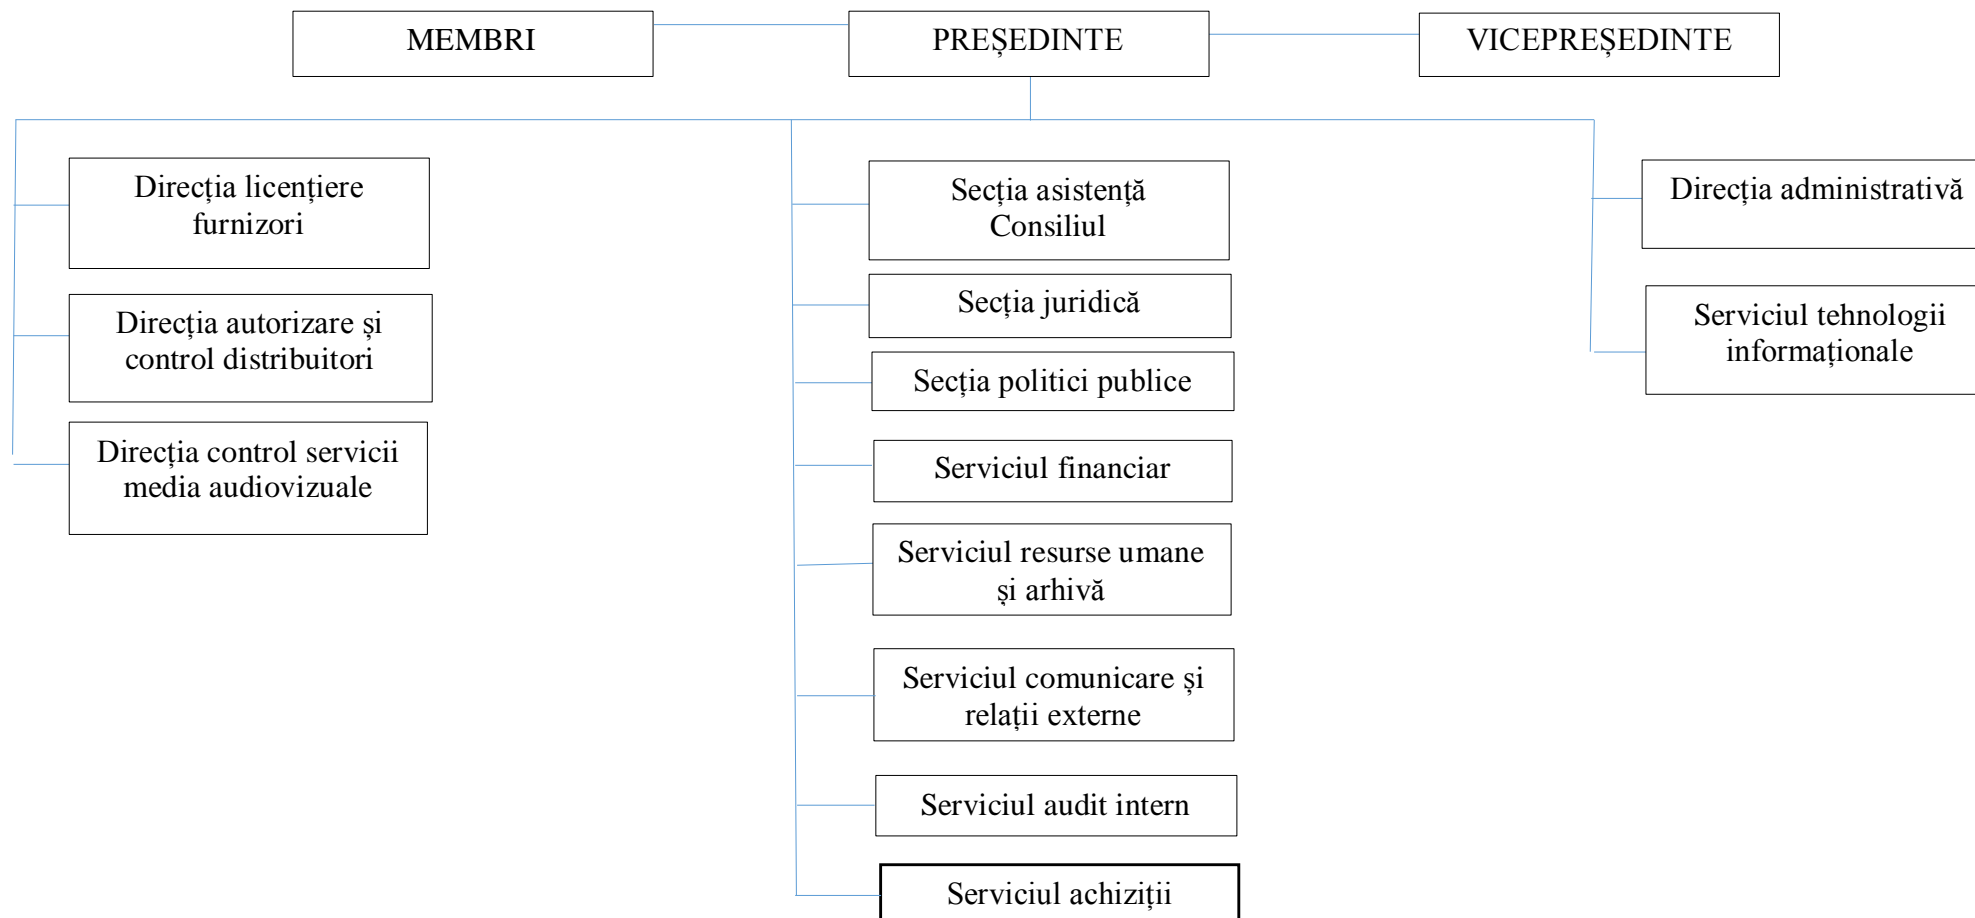 MEMBRI
PREȘEDINTE
VICEPREȘEDINTE
Direcția licențiere
furnizori
Direcția autorizare și
control distribuitori
Direcția control servicii
media audiovizuale
Secția asistență
Consiliul
Secția juridică
Secția politici publice
Serviciul financiar
Serviciul resurse umane
și arhivă
Serviciul comunicare și
relații externe
Serviciul audit intern
Serviciul achiziții
Direcția administrativă
Serviciul tehnologii
informaționale